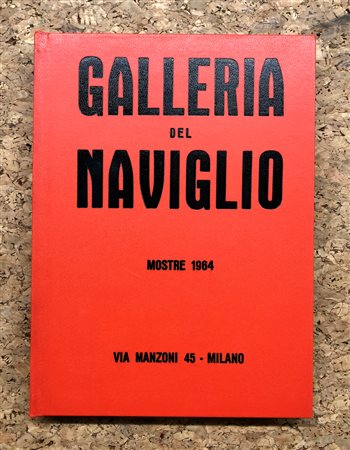 GALLERIA
DEL
NAVIGLIO
MOSTRE 1964
VIA MANZONI 45 - MILANO